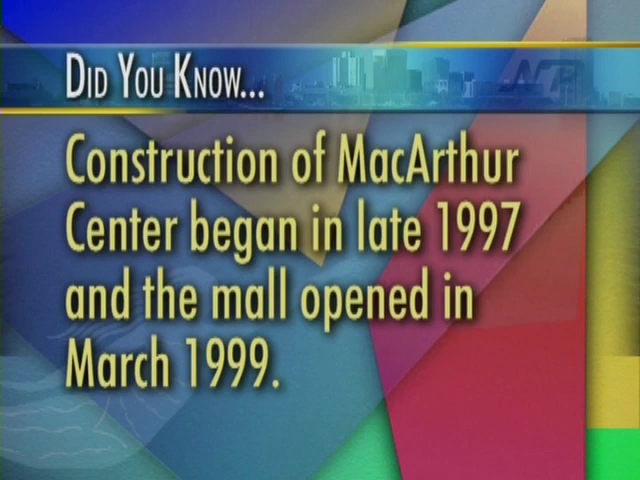 Did You Know...
Construction of MacArthur
Center began in late 1997
and the mall opened in
March 1999.